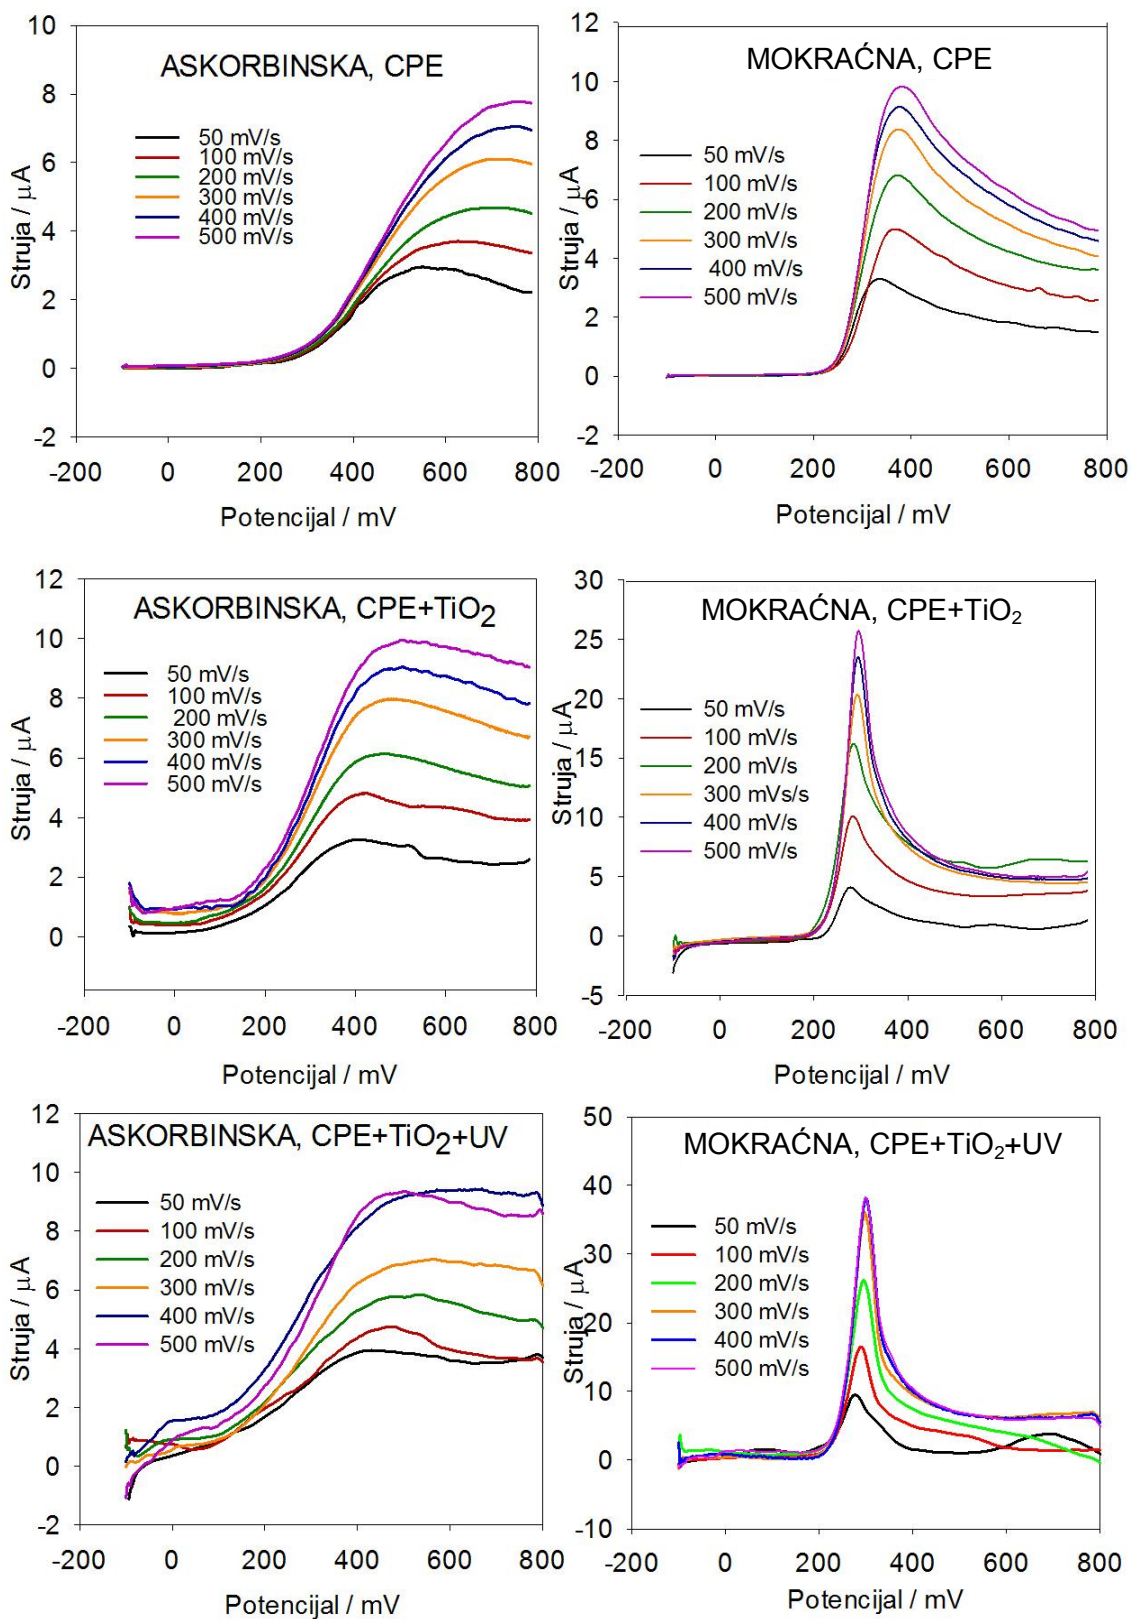 ASKORBINSKA, CPE
10
8
6
4
2
0
-2
Struja / μA
50 mV/s
100 mV/s
200 mV/s
300 mV/s
400 mV/s
500 mV/s
-200 0 200 400 600 800
Potencijal / mV
MOKRAĆNA, CPE
12
10
8
6
4
2
0
-2
Struja / μA
50 mV/s
100 mV/s
200 mV/s
300 mV/s
400 mV/s
500 mV/s
-200 0 200 400 600 800
Potencijal / mV
ASKORBINSKA, CPE+TiO2
12
10
8
6
4
2
0
Struja / μA
50 mV/s
100 mV/s
200 mV/s
300 mV/s
400 mV/s
500 mV/s
-200 0 200 400 600 800
Potencijal / mV
MOKRAĆNA, CPE+TiO2
30
25
20
15
10
5
0
-5
Struja / μA
50 mV/s
100 mV/s
200 mV/s
300 mVs/s
400 mV/s
500 mV/s
-200 0 200 400 600 800
Potencijal / mV
ASKORBINSKA, CPE+TiO2+UV
12
10
8
6
4
2
0
-2
Struja / μA
50 mV/s
100 mV/s
200 mV/s
300 mV/s
400 mV/s
500 mV/s
-200 0 200 400 600 800
Potencijal / mV
MOKRAĆNA, CPE+TiO2+UV
50
40
30
20
10
0
-10
Struja / μA
50 mV/s
100 mV/s
200 mV/s
300 mV/s
400 mV/s
500 mV/s
-200 0 200 400 600 800
Potencijal / mV